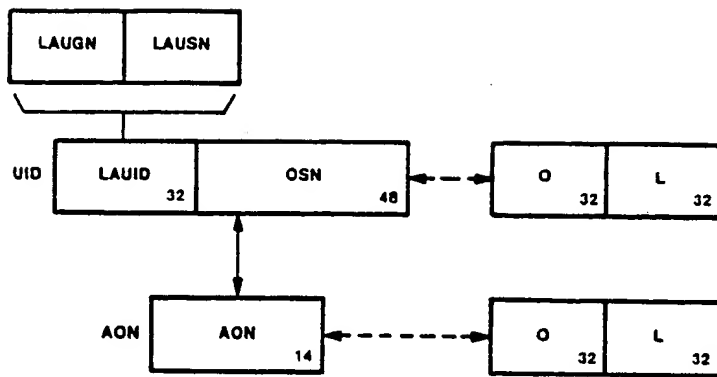 LAUGN LAUSN
UID LAUID 32 OSN 48 O 32 L 32
AON AON 14 O 32 L 32